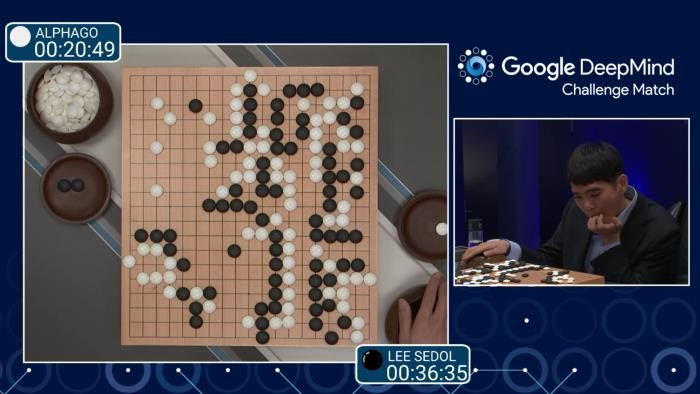 ALPHAGO
00:20:49
Google DeepMind
Challenge Match
LEE SEDOL
00:36:35